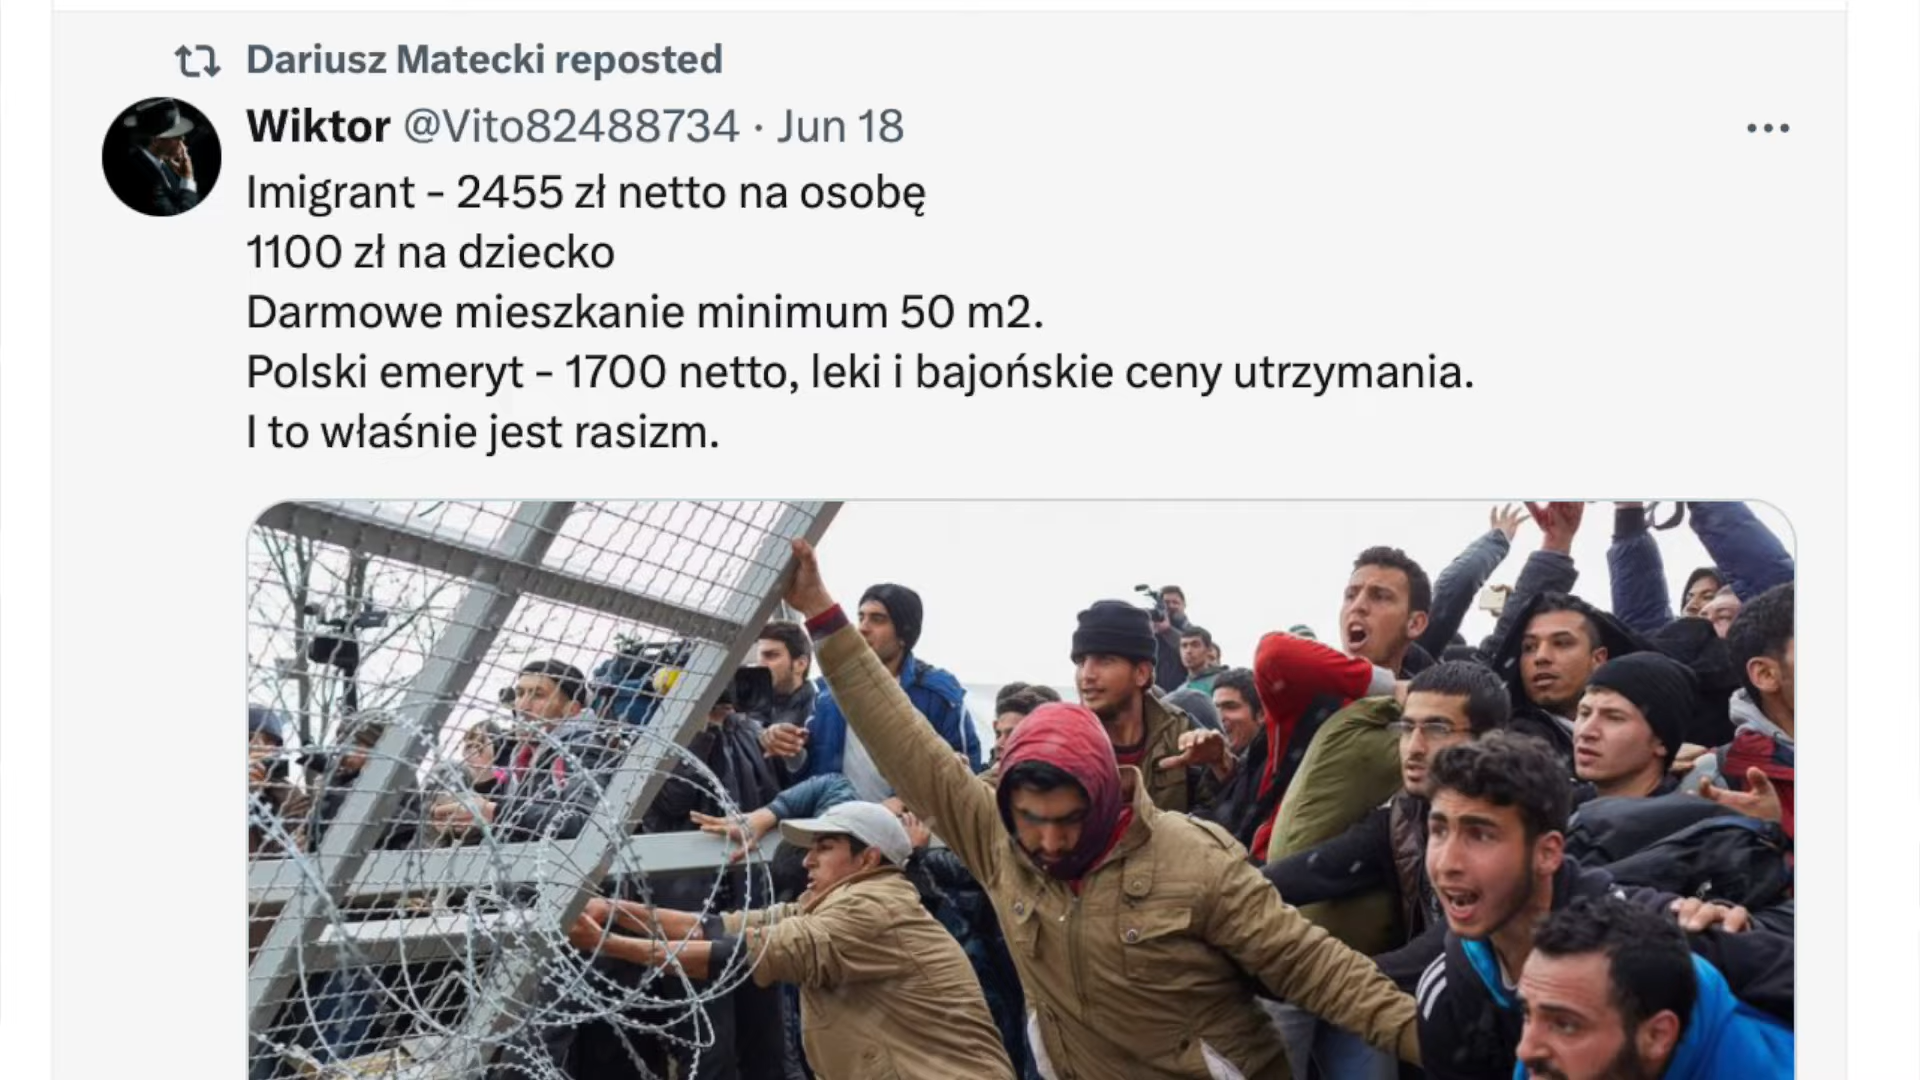 Dariusz Matecki reposted
Wiktor @Vito82488734 · Jun 18
Imigrant - 2455 zł netto na osobę
1100 zł na dziecko
Darmowe mieszkanie minimum 50 m2.
Polski emeryt - 1700 netto, leki i bajońskie ceny utrzymania.
I to właśnie jest rasizm.